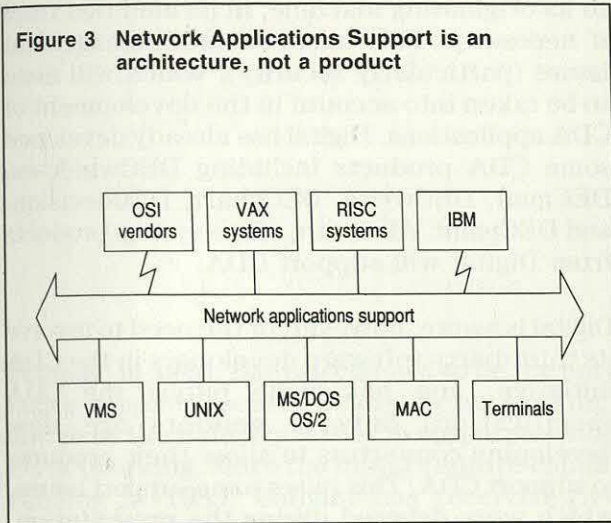 Figure 3 Network Applications Support is an
architecture, not a product
OSI
vendors
VAX
systems
RISC
systems
IBM
Network applications support
VMS
UNIX
MS/DOS
OS/2
MAC
Terminals